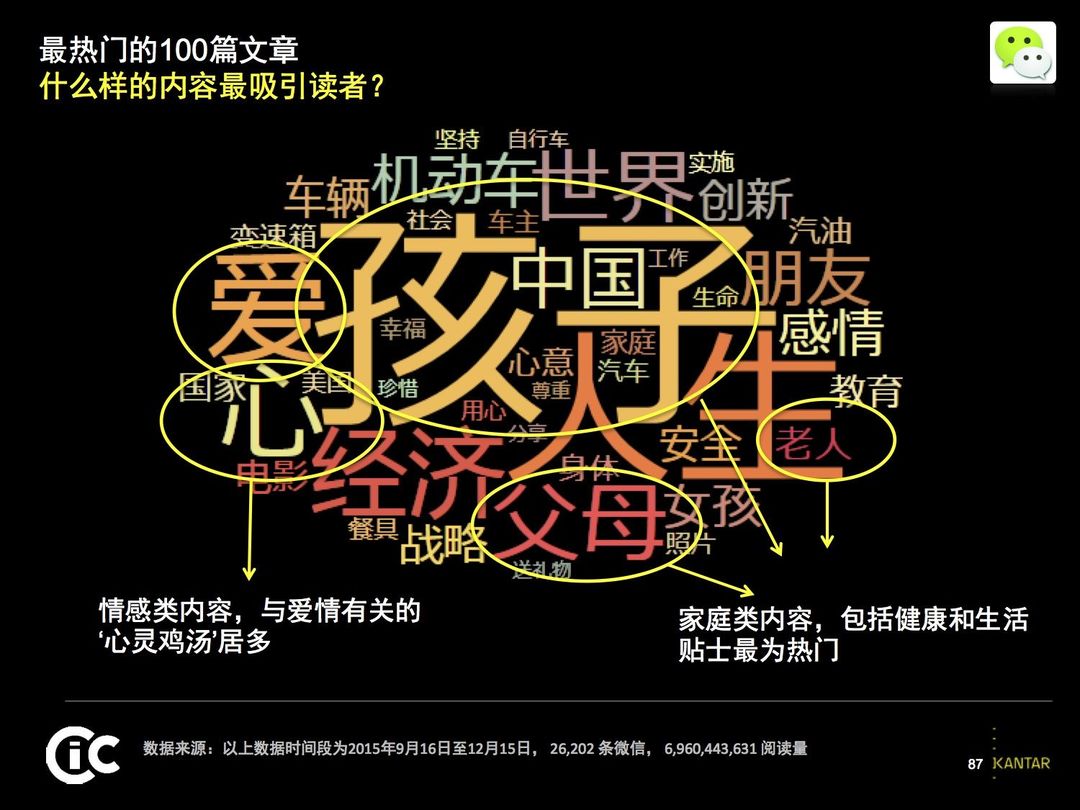 最热门的100篇文章
什么样的内容最吸引读者？
坚持 自行车
机动车 世界 实施
车辆 创新
社会 车主 汽油
变速箱
孩子
爱 中国 工作 朋友
生命
幸福 家庭 感情
心意 汽车
国家 美国 珍惜 尊重 教育
心 用心 人生
分享 安全 老人
电影 经济 身体
父母 女孩
餐具 战略 照片
送礼物
情感类内容，与爱情有关的
‘心灵鸡汤’居多
家庭类内容，包括健康和生活
贴士最为热门
CIC 数据来源：以上数据时间段为2015年9月16日至12月15日， 26,202 条微信， 6,960,443,631 阅读量
87 KANTAR